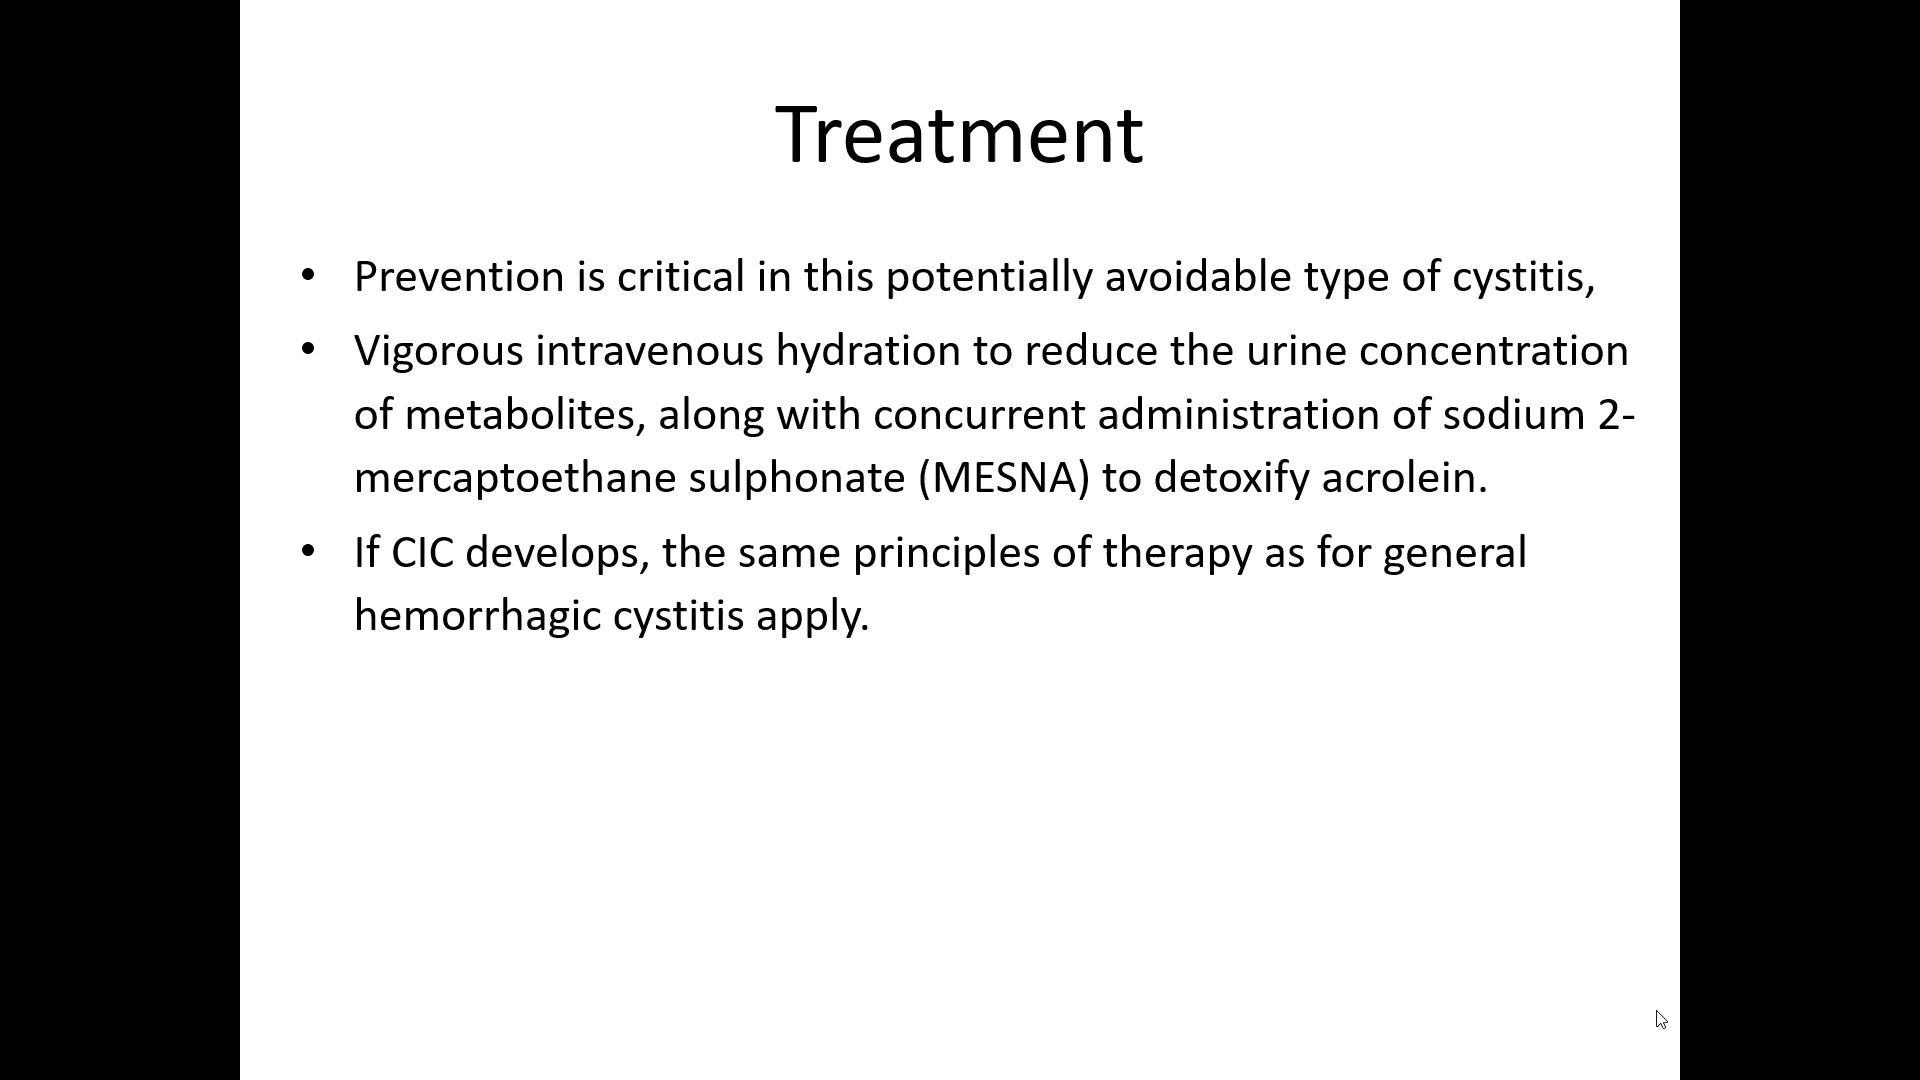 Treatment
• Prevention is critical in this potentially avoidable type of cystitis,
• Vigorous intravenous hydration to reduce the urine concentration
of metabolites, along with concurrent administration of sodium 2-
mercaptoethane sulphonate (MESNA) to detoxify acrolein.
• If CIC develops, the same principles of therapy as for general
hemorrhagic cystitis apply.